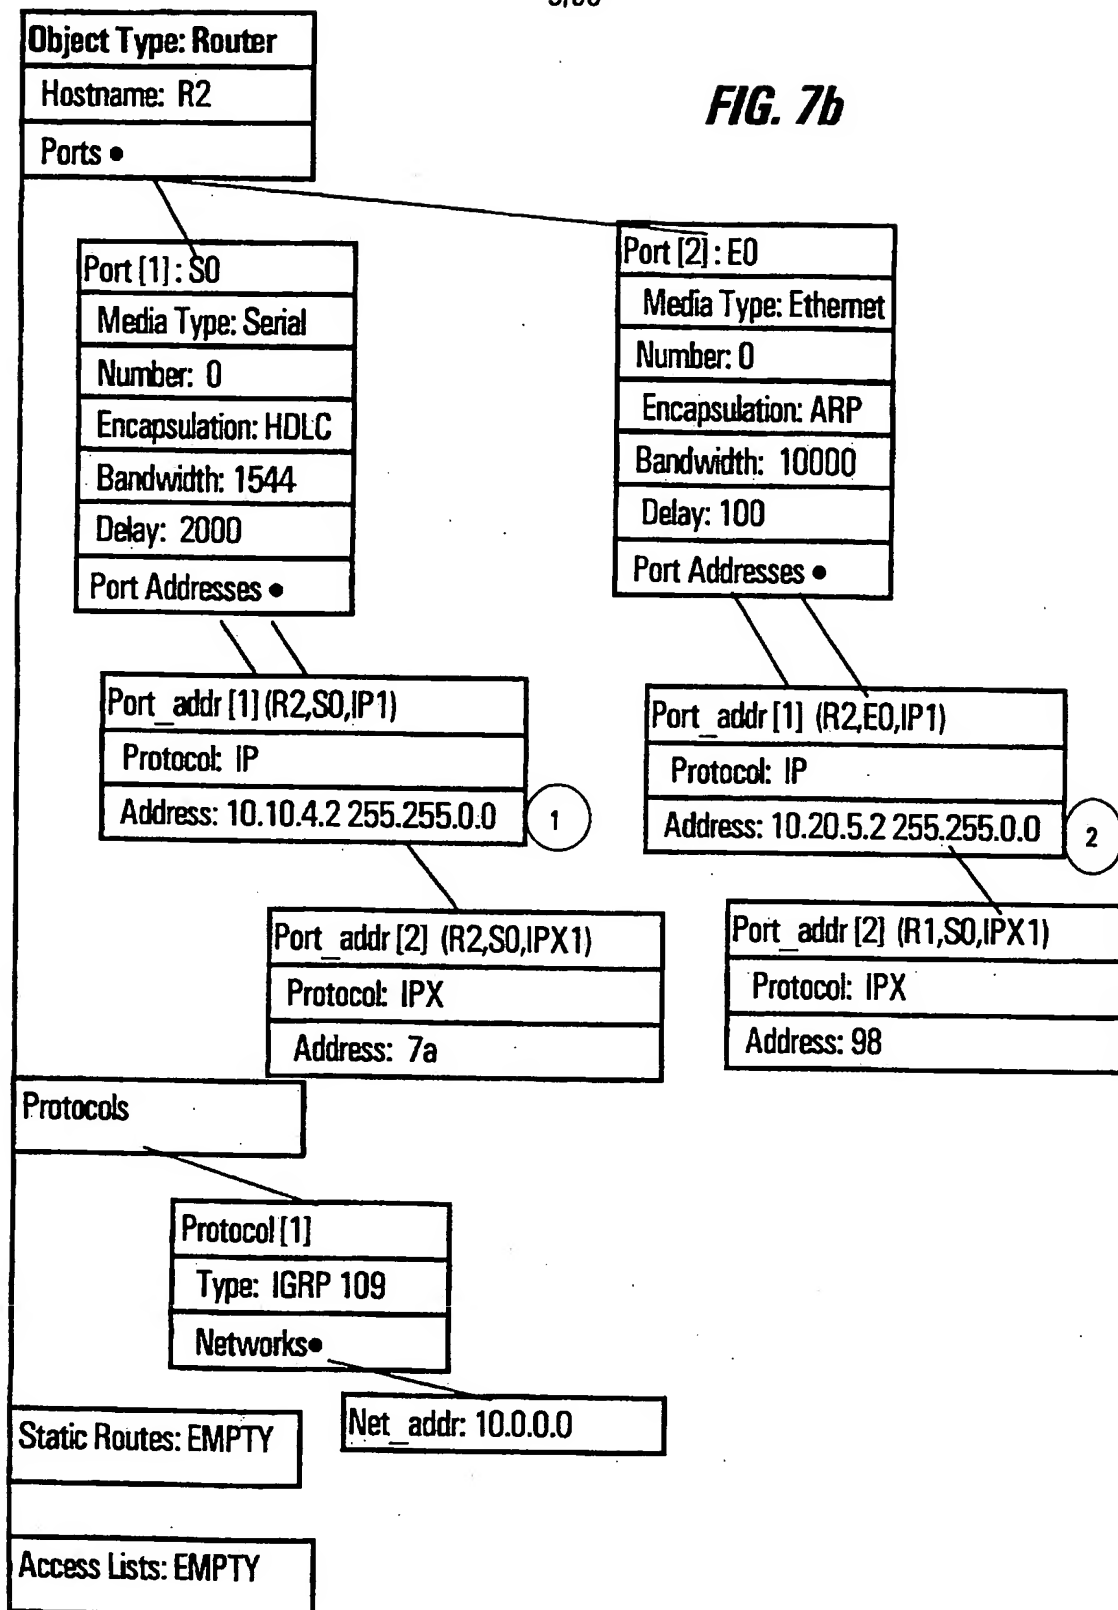 Object Type: Router
Hostname: R2
Ports
FIG. 7b
Port [1] : S0
Media Type: Serial
Number: 0
Encapsulation: HDLC
Bandwidth: 1544
Delay: 2000
Port Addresses
Port [2] : E0
Media Type: Ethernet
Number: 0
Encapsulation: ARP
Bandwidth: 10000
Delay: 100
Port Addresses
Port_addr [1] (R2,S0,IP1)
Protocol: IP
Address: 10.10.4.2 255.255.0.0
1
Port_addr [1] (R2,E0,IP1)
Protocol: IP
Address: 10.20.5.2 255.255.0.0
2
Port_addr [2] (R2,S0,IPX1)
Protocol: IPX
Address: 7a
Port_addr [2] (R1,S0,IPX1)
Protocol: IPX
Address: 98
Protocols
Protocol [1]
Type: IGRP 109
Networks
Net_addr: 10.0.0.0
Static Routes: EMPTY
Access Lists: EMPTY